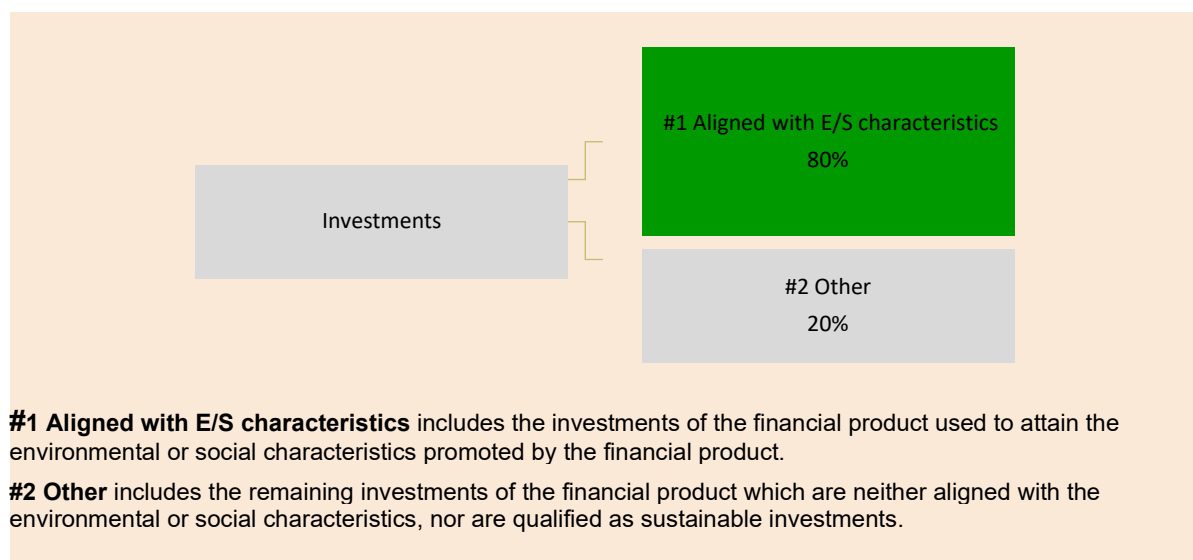 #1 Aligned with E/S characteristics
80%
Investments
#2 Other
20%
#1 Aligned with E/S characteristics includes the investments of the financial product used to attain the
environmental or social characteristics promoted by the financial product.
#2 Other includes the remaining investments of the financial product which are neither aligned with the
environmental or social characteristics, nor are qualified as sustainable investments.